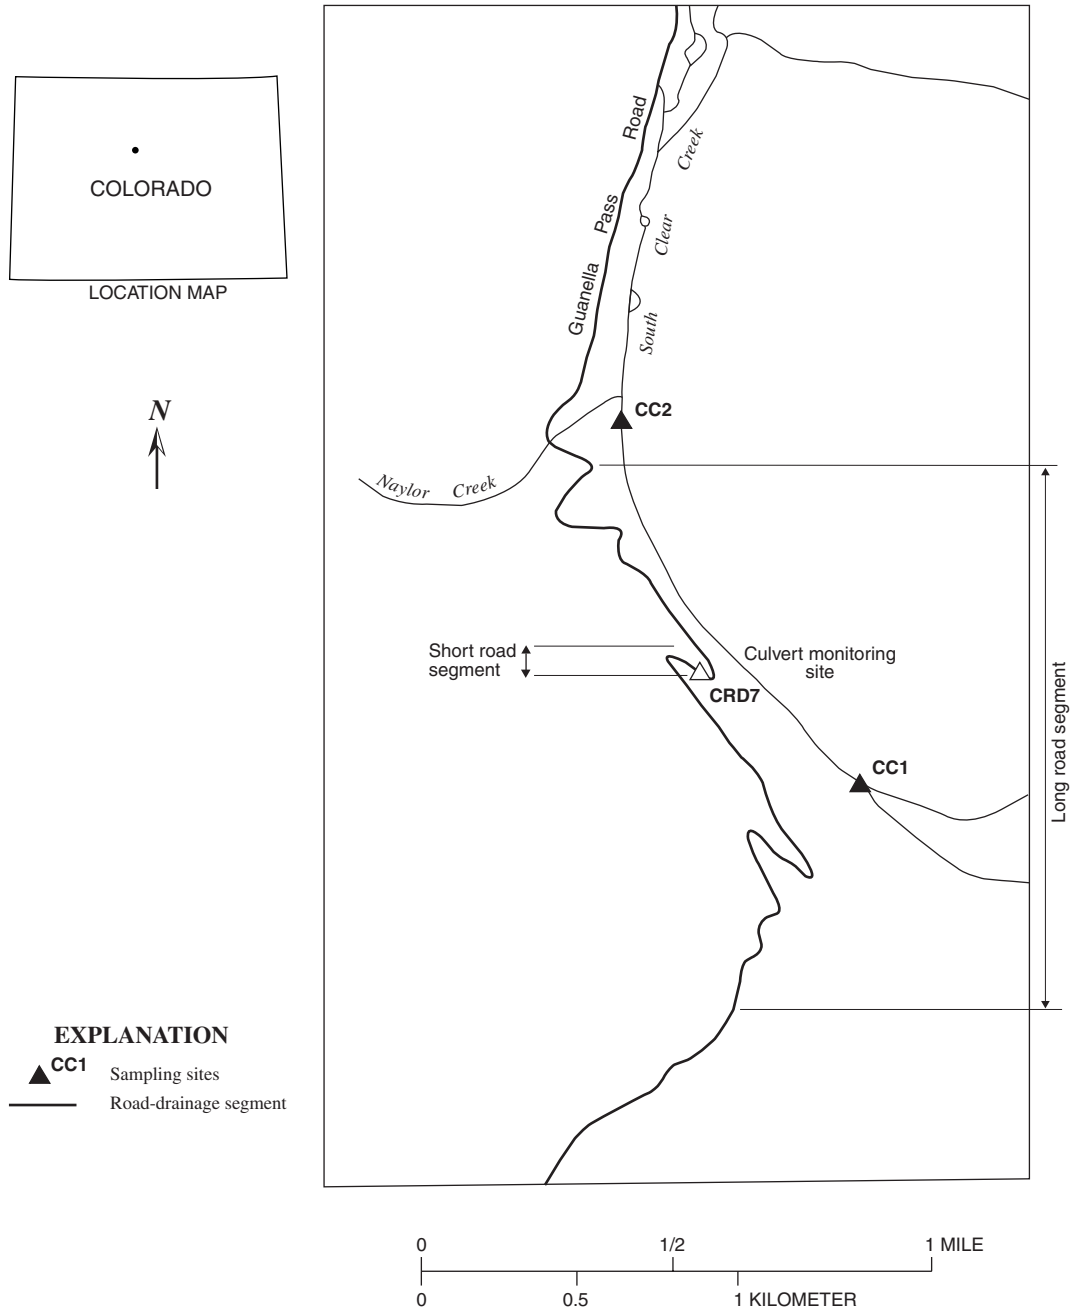 COLORADO
LOCATION MAP
N
Guanella Pass Road
South Clear Creek
CC2
Naylor Creek
Short road
segment
Culvert monitoring
site
CRD7
CC1
Long road segment
EXPLANATION
CC1 Sampling sites
Road-drainage segment
0 1/2 1 MILE
0 0.5 1 KILOMETER